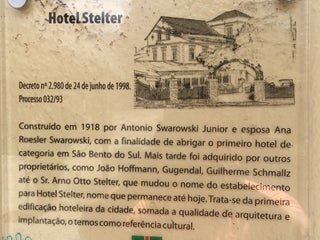 Hotel Stelter
Decreto nº 2.980 de 24 de junho de 1998.
Processo 032/93
Construído em 1918 por Antonio Swarowski Junior e esposa Ana
Roesler Swarowski, com a finalidade de abrigar o primeiro hotel de
categoria em São Bento do Sul. Mais tarde foi adquirido por outros
proprietários, como João Hoffmann, Gugendal, Guilherme Schmallz
até o Sr. Arno Otto Stelter, que mudou o nome do estabelecimento
para Hotel Stelter, nome que permanece até hoje. Trata-se da primeira
edificação hoteleira da cidade, somada a qualidade de arquitetura e
implantação, o temos como referência cultural.